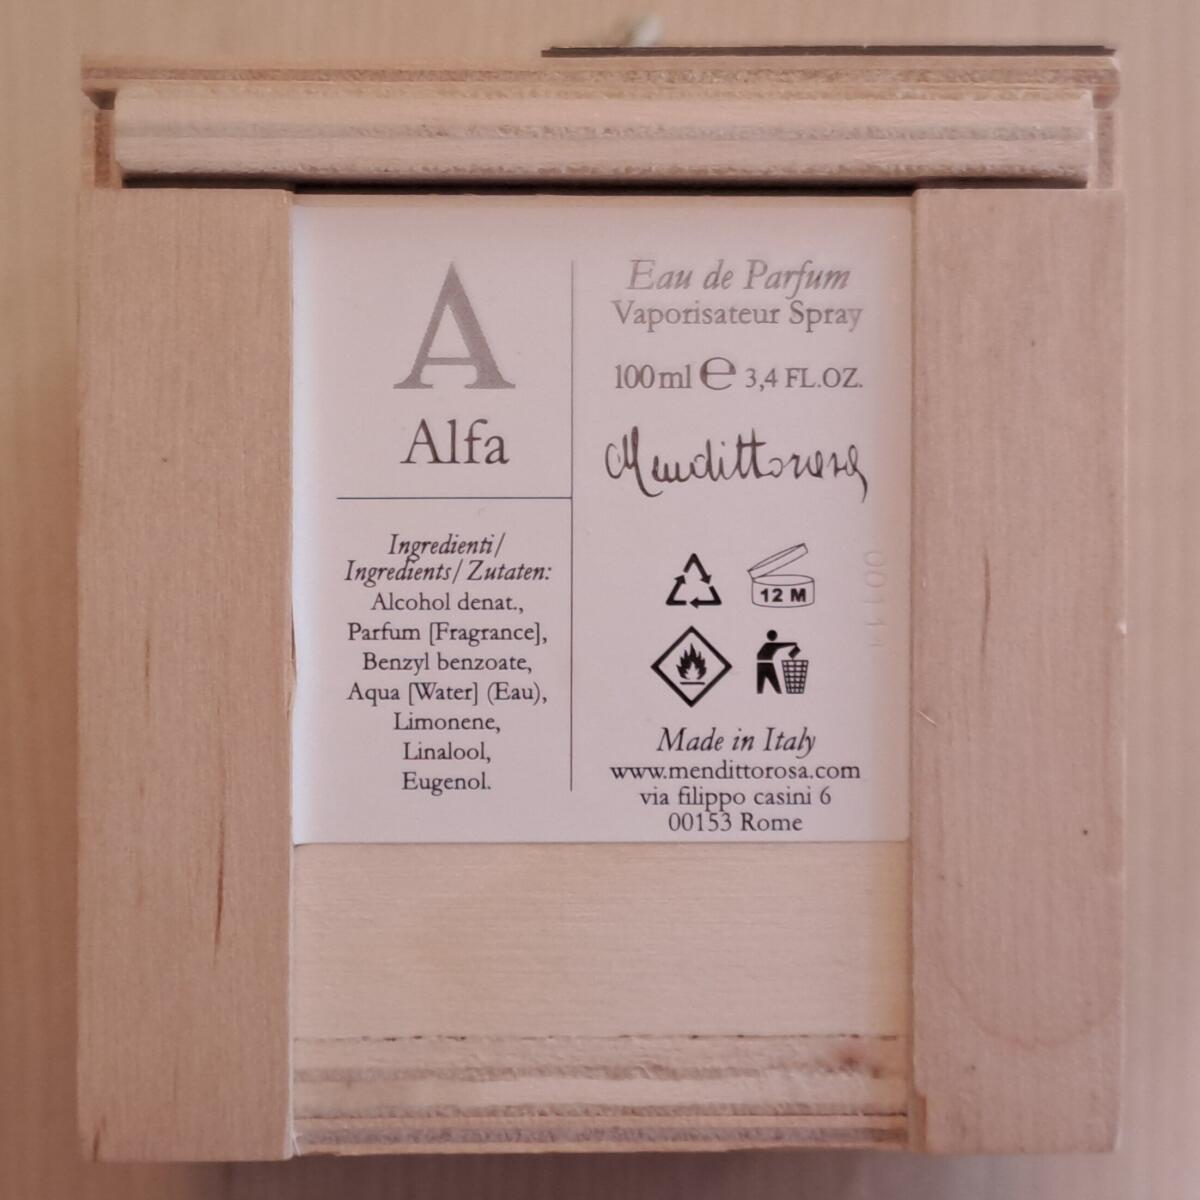 A
Alfa
Ingredienti/
Ingredients/Zutaten:
Alcohol denat.,
Parfum [Fragrance],
Benzyl benzoate,
Aqua [Water] (Eau),
Limonene,
Linalool,
Eugenol.
Eau de Parfum
Vaporisateur Spray
100ml ℮ 3,4 FL.OZ.
Mendittorosa
12 M
Made in Italy
www.mendittorosa.com
via filippo casini 6
00153 Rome